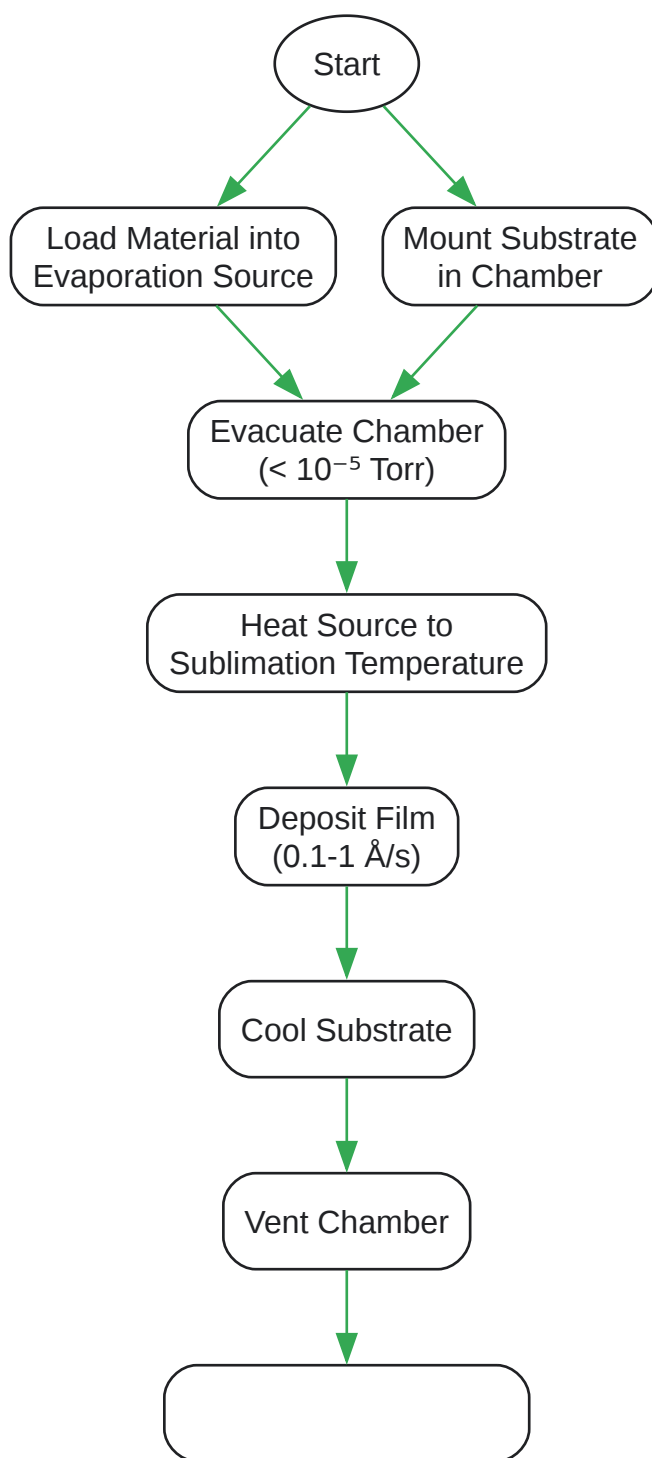 Start
Load Material into
Evaporation Source
Mount Substrate
in Chamber
Evacuate Chamber
(< 10⁻⁵ Torr)
Heat Source to
Sublimation Temperature
Deposit Film
(0.1-1 Å/s)
Cool Substrate
Vent Chamber